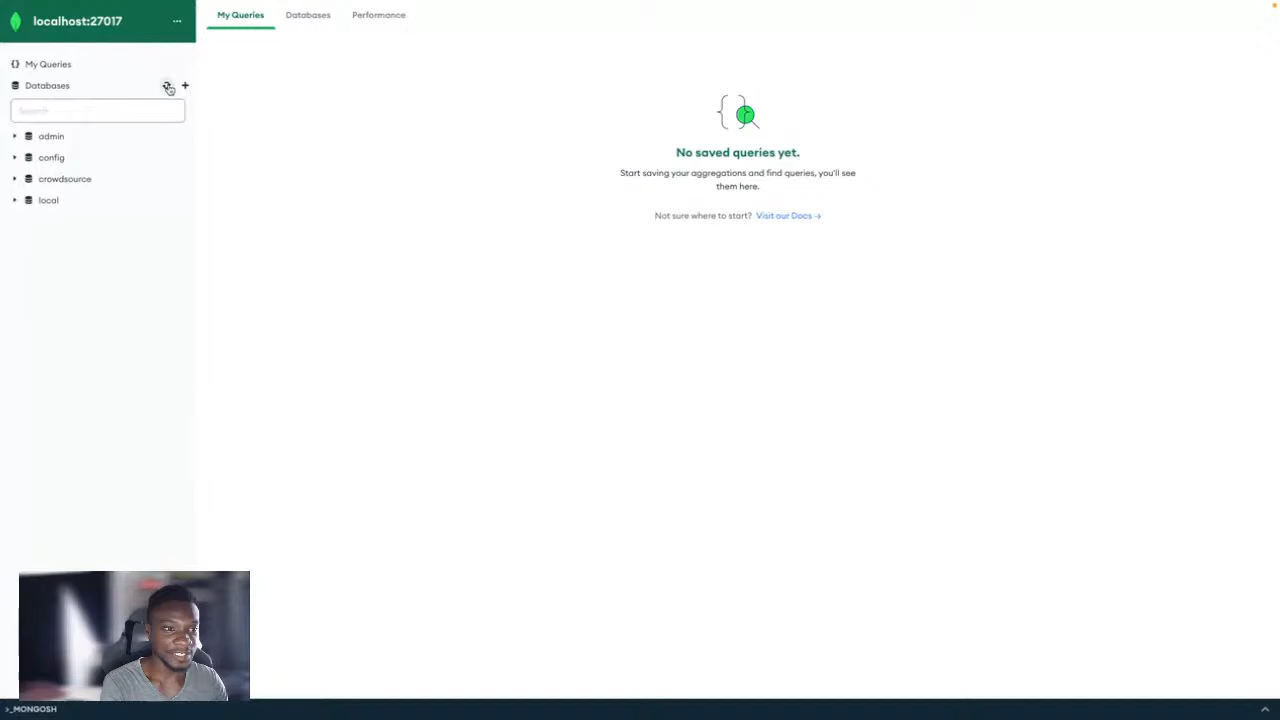 localhost:27017
My Queries
Databases
Performance
{} My Queries
Databases
Search
admin
config
crowdsource
local
No saved queries yet.
Start saving your aggregations and find queries, you'll see
them here.
Not sure where to start? Visit our Docs →
>_MONGOSH